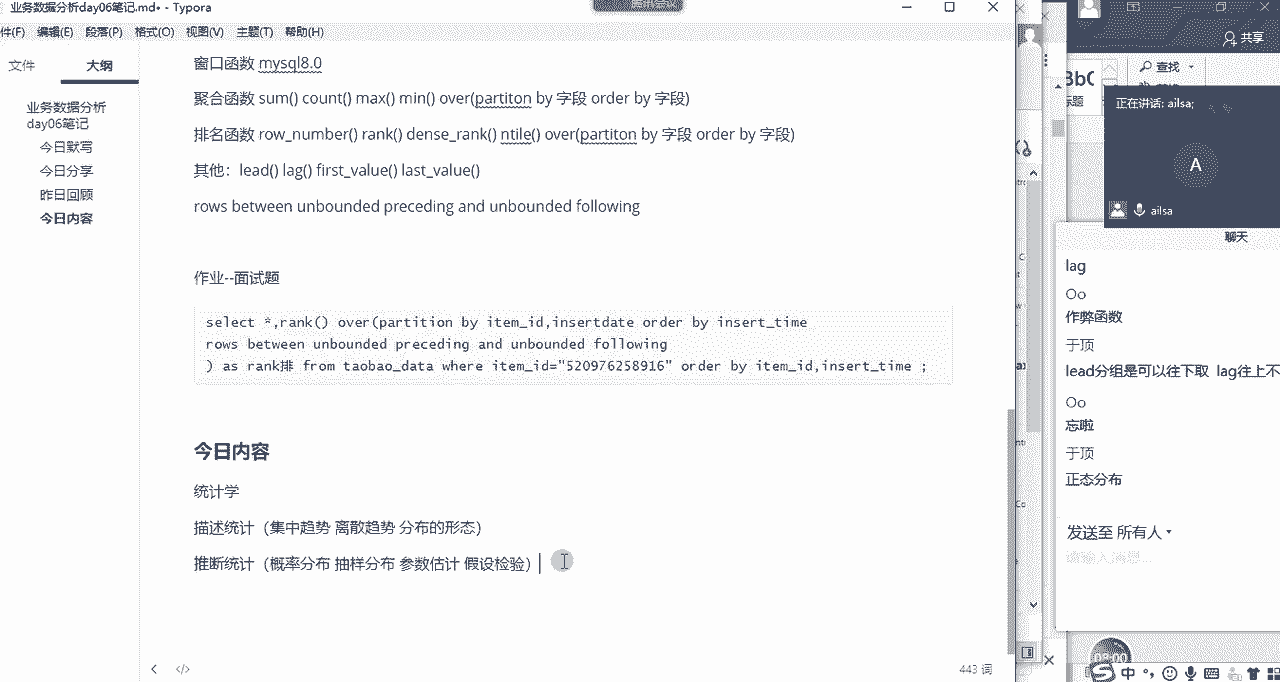 业务数据分析day06笔记.md• - Typora
件(F) 编辑(E) 段落(P) 格式(O) 视图(V) 主题(T) 帮助(H)
文件 大纲
业务数据分析
day06笔记
今日默写
今日分享
昨日回顾
今日内容
窗口函数 mysql8.0
聚合函数 sum() count() max() min() over(partiton by 字段 order by 字段)
排名函数 row_number() rank() dense_rank() ntile() over(partiton by 字段 order by 字段)
其他：lead() lag() first_value() last_value()
rows between unbounded preceding and unbounded following
作业--面试题
select *,rank() over(partition by item_id,insertdate order by insert_time
rows between unbounded preceding and unbounded following
) as rank排 from taobao_data where item_id="520976258916" order by item_id,insert_time ;
今日内容
统计学
描述统计（集中趋势 离散趋势 分布的形态）
推断统计（概率分布 抽样分布 参数估计 假设检验）
443 词
共享
查找
标题
正在讲话: ailsa;
A
ailsa
聊天
lag
Oo
作弊函数
于顶
lead分组是可以往下取 lag往上不
Oo
忘啦
于顶
正态分布
发送至 所有人
请输入消息...
中